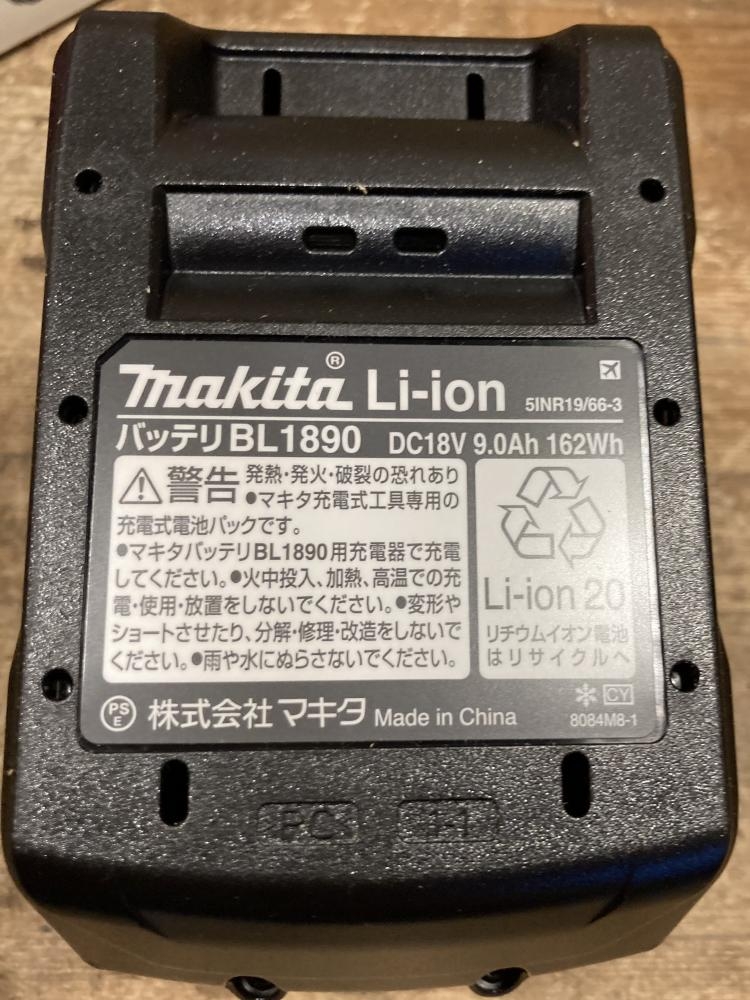 makita® Li-ion 5INR19/66-3
バッテリBL1890 DC18V 9.0Ah 162Wh
警告 発熱・発火・破裂の恐れあり
●マキタ充電式工具専用の
充電式電池パックです。
●マキタバッテリBL1890用充電器で充電
してください。●火中投入、加熱、高温での充
電・使用・放置をしないでください。●変形や
ショートさせたり、分解・修理・改造をしないで
ください。●雨や水にぬらさないでください。
Li-ion 20
リチウムイオン電池
はリサイクルへ
PSE 株式会社マキタ Made in China
CY
8084M8-1
PC 1-1